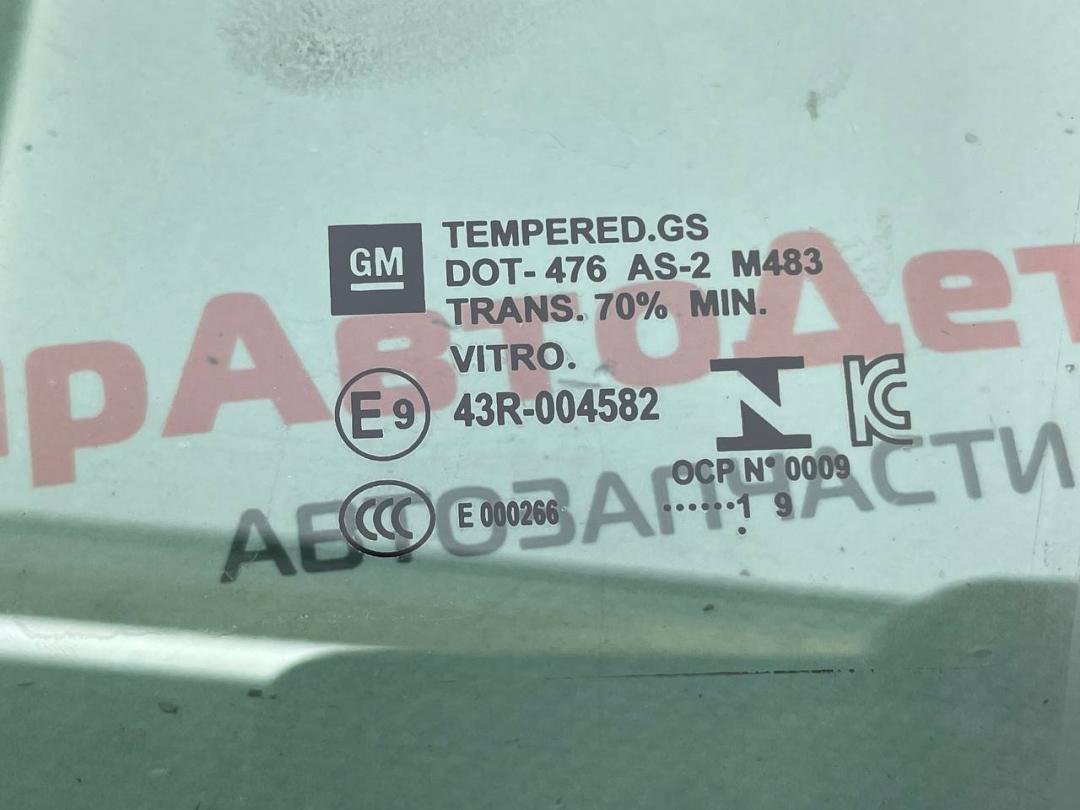 GM
TEMPERED.GS
DOT-476 AS-2 M483
TRANS. 70% MIN.
VITRO.
E9 43R-004582
N KC
OCP N° 0009
CCC E 000266
······1 9
.
рАвтоДет
АВТОЗАПЧАСТИ